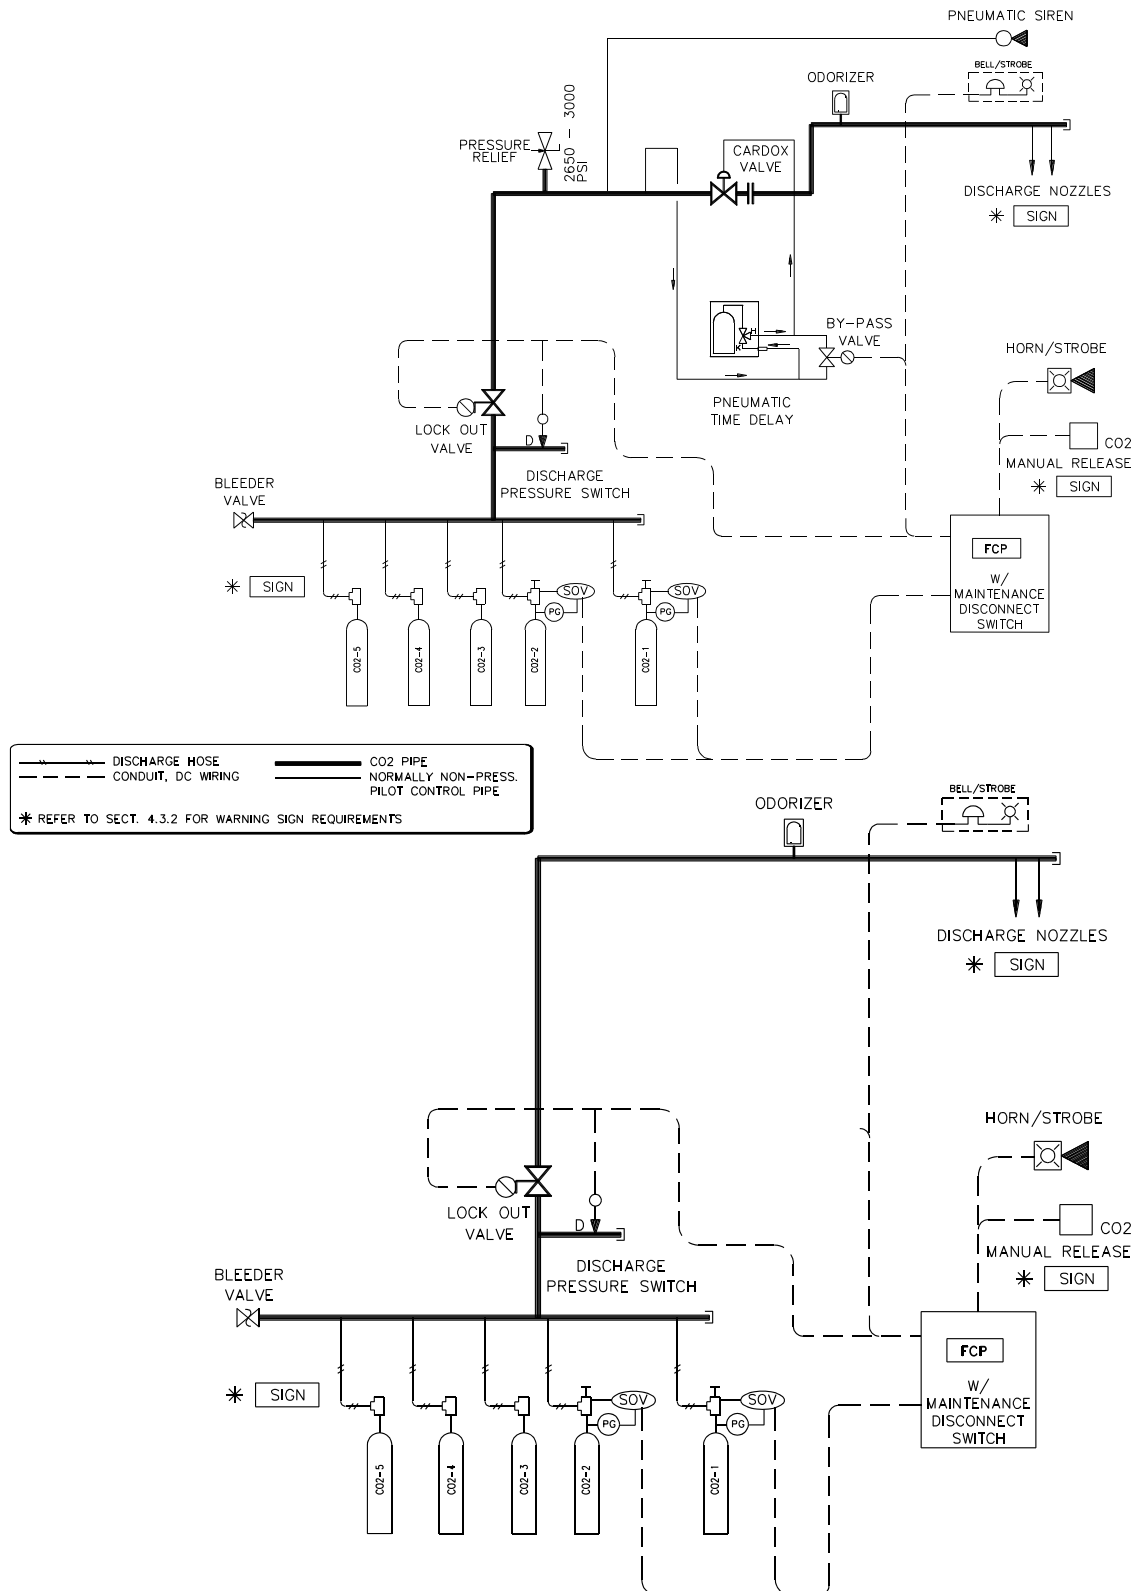 PNEUMATIC SIREN
BELL/STROBE
ODORIZER
PRESSURE
RELIEF
2650 - 3000
PSI
CARDOX
VALVE
DISCHARGE NOZZLES
* SIGN
BY-PASS
VALVE
HORN/STROBE
PNEUMATIC
TIME DELAY
LOCK OUT
VALVE
D
CO2
MANUAL RELEASE
* SIGN
DISCHARGE
PRESSURE SWITCH
BLEEDER
VALVE
FCP
W/
MAINTENANCE
DISCONNECT
SWITCH
* SIGN
SOV
SOV
PG
PG
CO2-5
CO2-4
CO2-3
CO2-2
CO2-1
DISCHARGE HOSE
CONDUIT, DC WIRING
CO2 PIPE
NORMALLY NON-PRESS.
PILOT CONTROL PIPE
* REFER TO SECT. 4.3.2 FOR WARNING SIGN REQUIREMENTS
BELL/STROBE
ODORIZER
DISCHARGE NOZZLES
* SIGN
HORN/STROBE
LOCK OUT
VALVE
D
CO2
MANUAL RELEASE
* SIGN
DISCHARGE
PRESSURE SWITCH
BLEEDER
VALVE
FCP
W/
MAINTENANCE
DISCONNECT
SWITCH
* SIGN
SOV
SOV
PG
PG
CO2-5
CO2-4
CO2-3
CO2-2
CO2-1